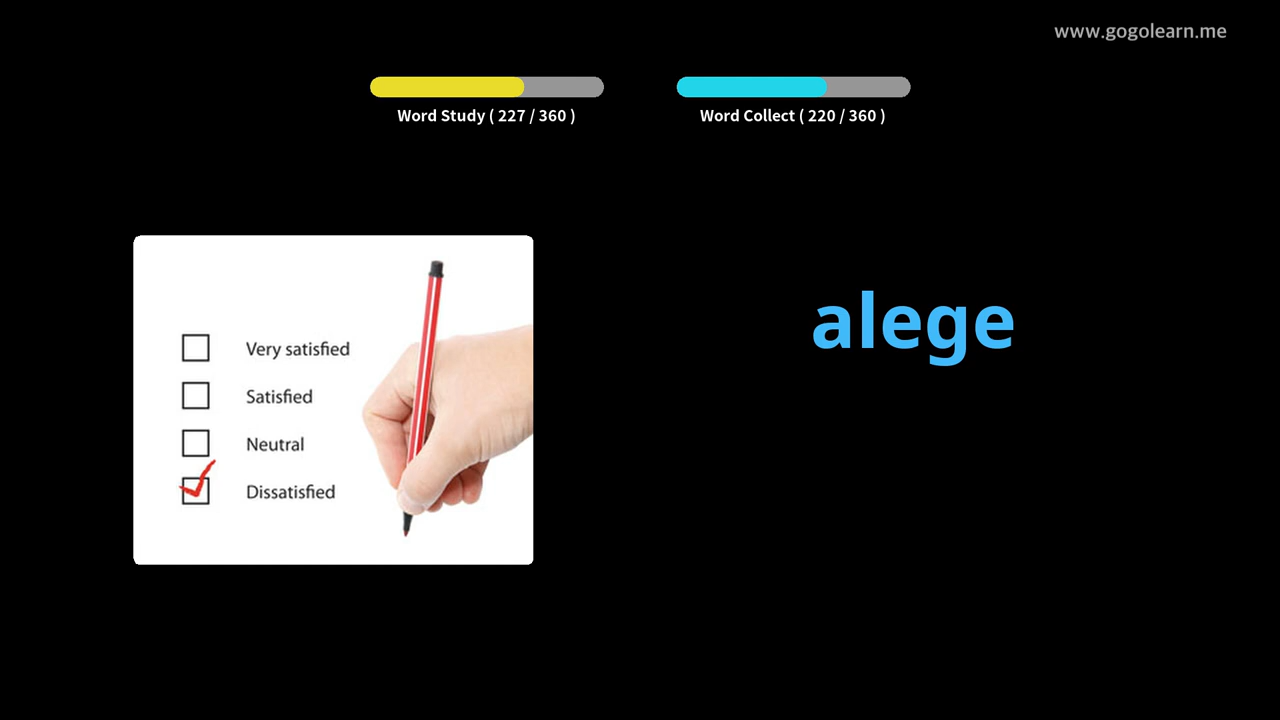 www.gogolearn.me
Word Study ( 227 / 360 )
Word Collect ( 220 / 360 )
Very satisfied
Satisfied
Neutral
Dissatisfied
alege